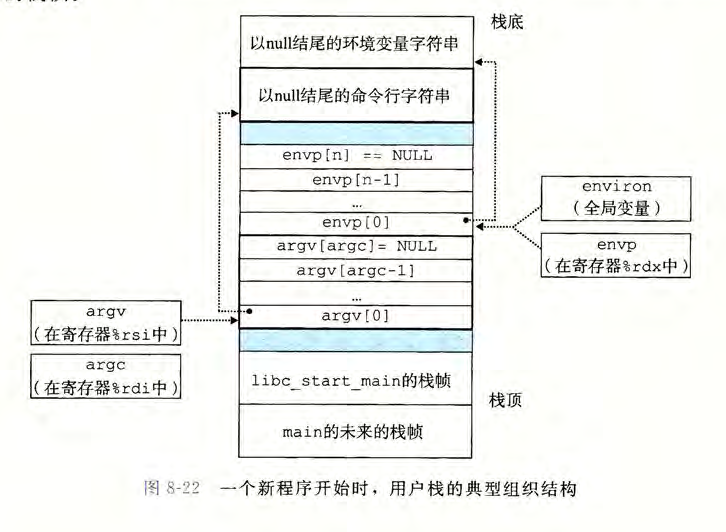 栈底
以null结尾的环境变量字符串
以null结尾的命令行字符串
envp[n] == NULL
envp[n-1]
…
envp[0]
argv[argc]= NULL
argv[argc-1]
…
argv[0]
libc_start_main的栈帧
main的未来的栈帧
environ
(全局变量)
envp
(在寄存器%rdx中)
argv
(在寄存器%rsi中)
argc
(在寄存器%rdi中)
栈顶
图 8-22 一个新程序开始时，用户栈的典型组织结构